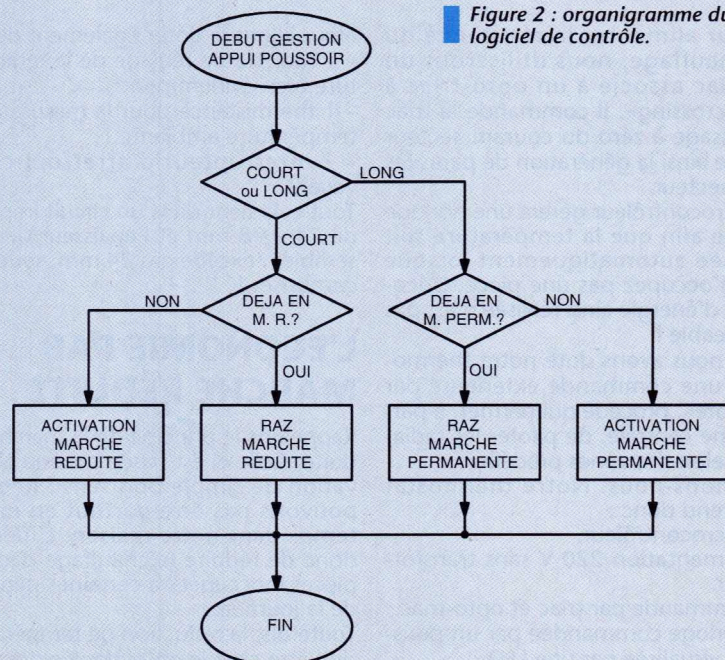 Figure 2 : organigramme du
logiciel de contrôle.
DEBUT GESTION
APPUI POUSSOIR
COURT
ou LONG
LONG
COURT
DEJA EN
M. R.?
NON
OUI
DEJA EN
M. PERM.?
NON
OUI
ACTIVATION
MARCHE
REDUITE
RAZ
MARCHE
REDUITE
RAZ
MARCHE
PERMANENTE
ACTIVATION
MARCHE
PERMANENTE
FIN